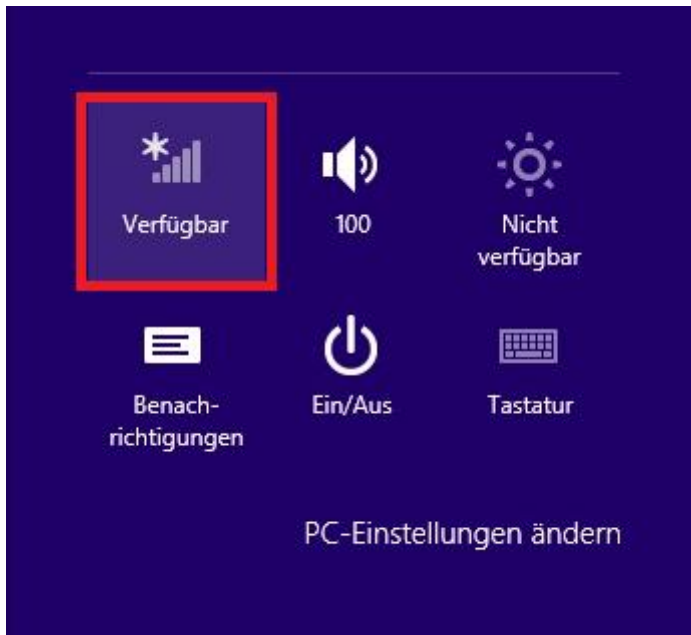 Verfügbar
100
Nicht
verfügbar
Benach-
richtigungen
Ein/Aus
Tastatur
PC-Einstellungen ändern